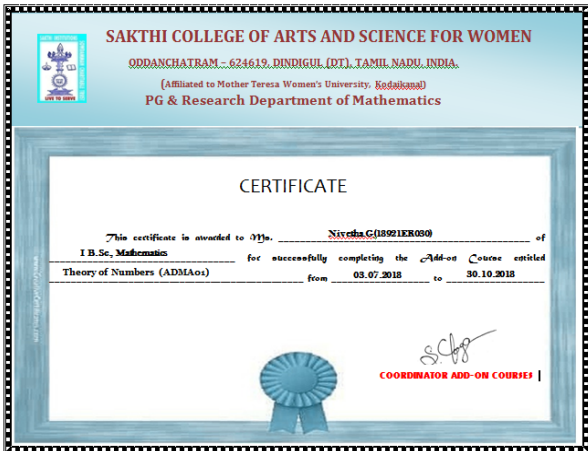 SAKTHI COLLEGE OF ARTS AND SCIENCE FOR WOMEN
ODDANCHATRAM – 624619, DINDIGUL (DT), TAMIL NADU, INDIA.
(Affiliated to Mother Teresa Women's University, Kodaikanal)
PG & Research Department of Mathematics
LIVE TO SERVE
CERTIFICATE
This certificate is awarded to Ms. Nivetha.G(18921ER030) of
I B.Sc., Mathematics for successfully completing the Add-on Course entitled
Theory of Numbers (ADMA01) from 03.07.2018 to 30.10.2018
COORDINATOR ADD-ON COURSES